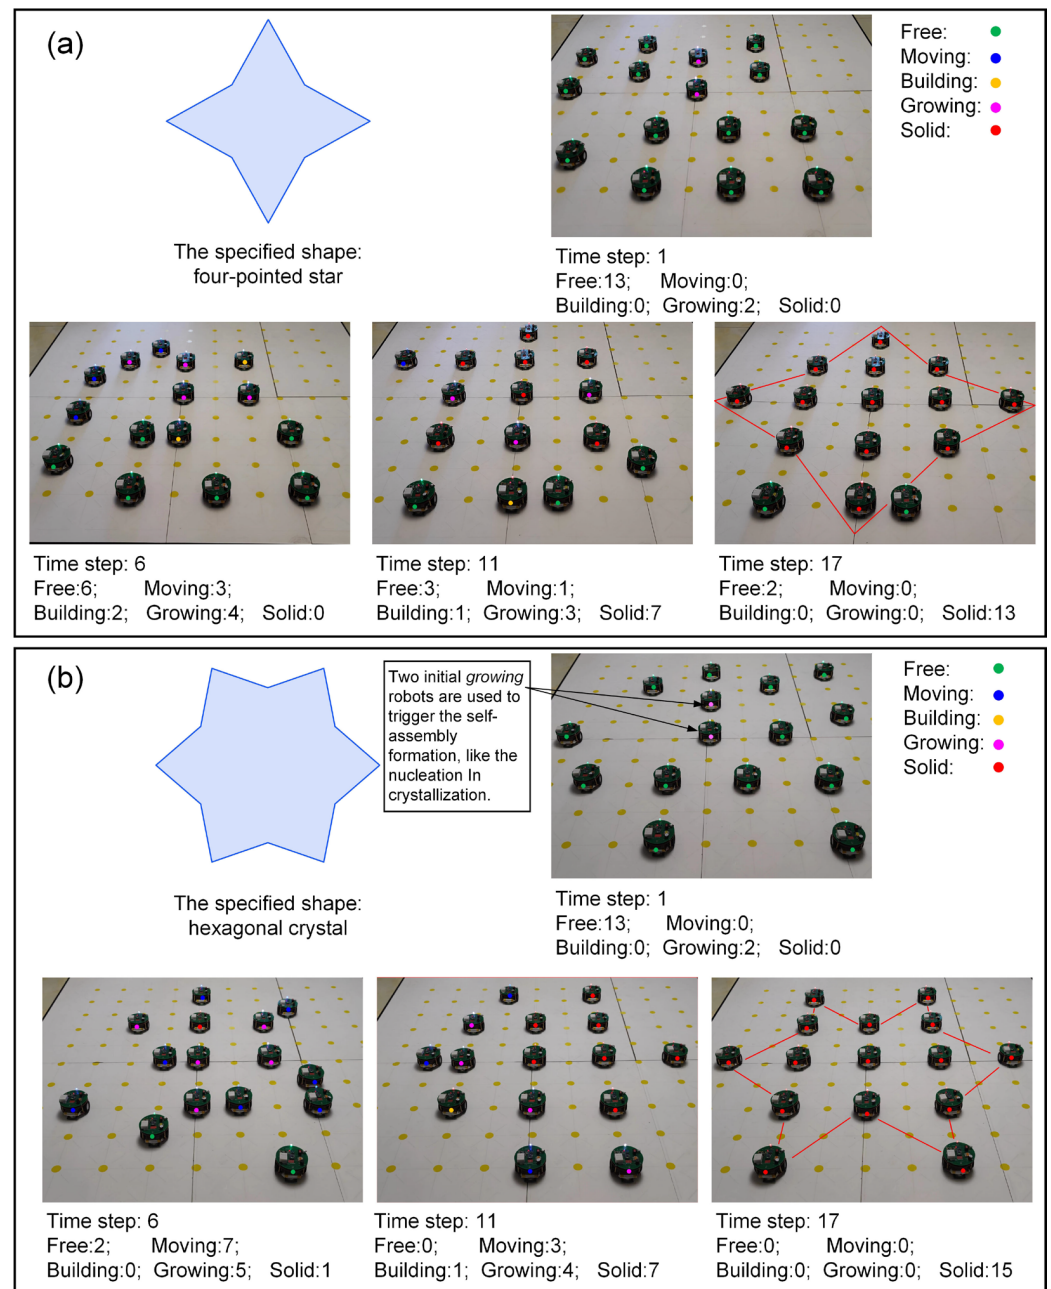 (a)
Free:
Moving:
Building:
Growing:
Solid:
The specified shape:
four-pointed star
Time step: 1
Free:13; Moving:0;
Building:0; Growing:2; Solid:0
Time step: 6
Free:6; Moving:3;
Building:2; Growing:4; Solid:0
Time step: 11
Free:3; Moving:1;
Building:1; Growing:3; Solid:7
Time step: 17
Free:2; Moving:0;
Building:0; Growing:0; Solid:13
(b)
Two initial growing
robots are used to
trigger the self-
assembly
formation, like the
nucleation In
crystallization.
Free:
Moving:
Building:
Growing:
Solid:
The specified shape:
hexagonal crystal
Time step: 1
Free:13; Moving:0;
Building:0; Growing:2; Solid:0
Time step: 6
Free:2; Moving:7;
Building:0; Growing:5; Solid:1
Time step: 11
Free:0; Moving:3;
Building:1; Growing:4; Solid:7
Time step: 17
Free:0; Moving:0;
Building:0; Growing:0; Solid:15